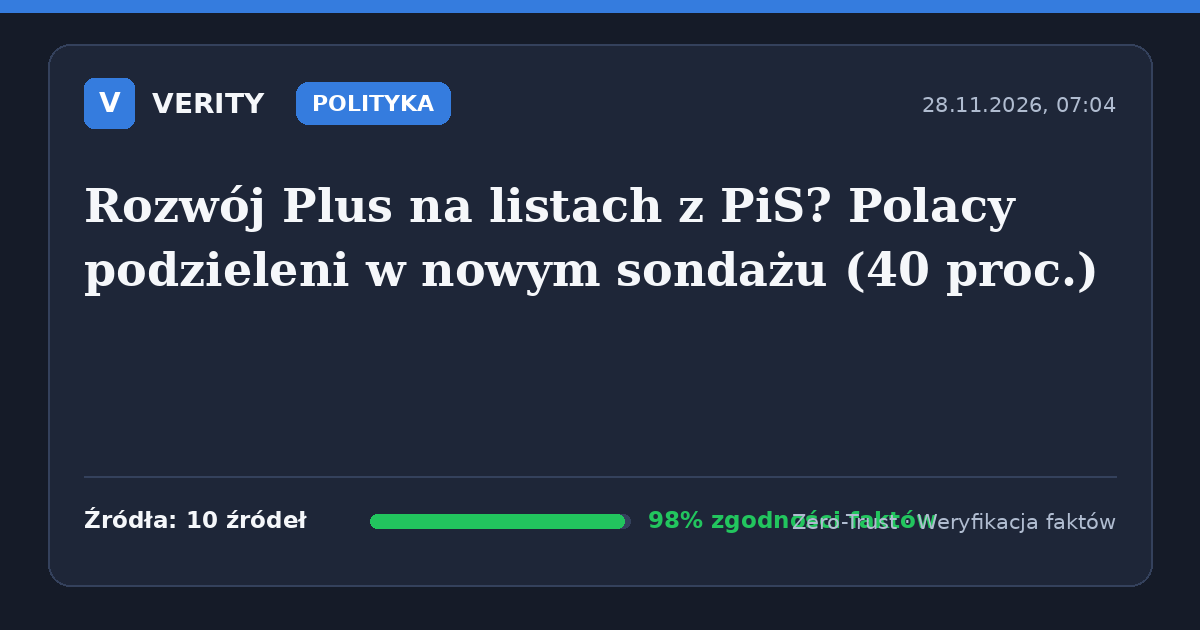 V VERITY POLITYKA 28.11.2026, 07:04
Rozwój Plus na listach z PiS? Polacy
podzieleni w nowym sondażu (40 proc.)
Źródła: 10 źródeł 98% zgodności faktów Zero-Trust · Weryfikacja faktów